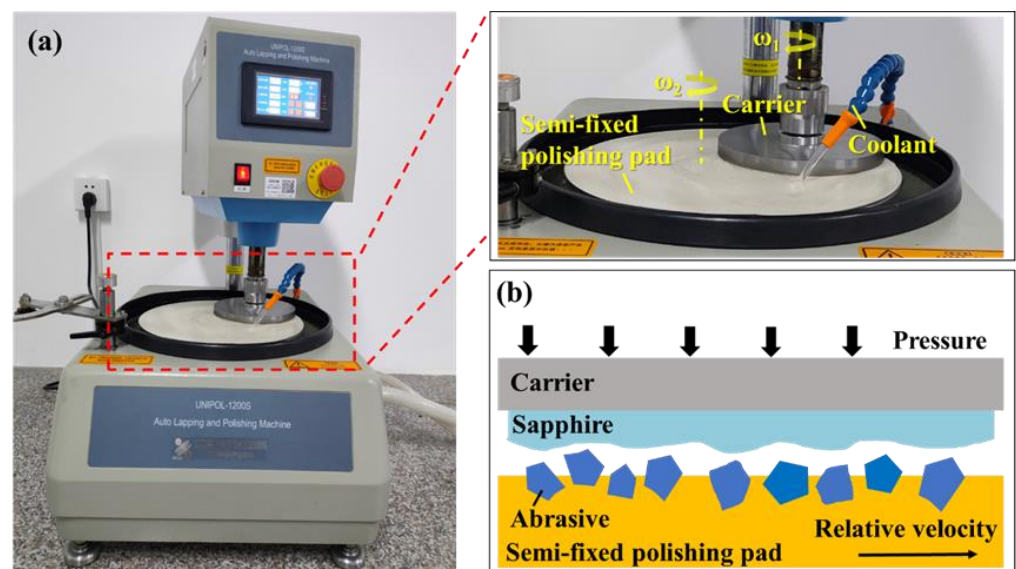 (a)
UNIPOL-1200S
Auto Lapping and Polishing Machine
UNIPOL-1200S
Auto Lapping and Polishing Machine
ω1
ω2
Carrier
Semi-fixed
polishing pad
Coolant
(b)
Pressure
Carrier
Sapphire
Abrasive
Relative velocity
Semi-fixed polishing pad